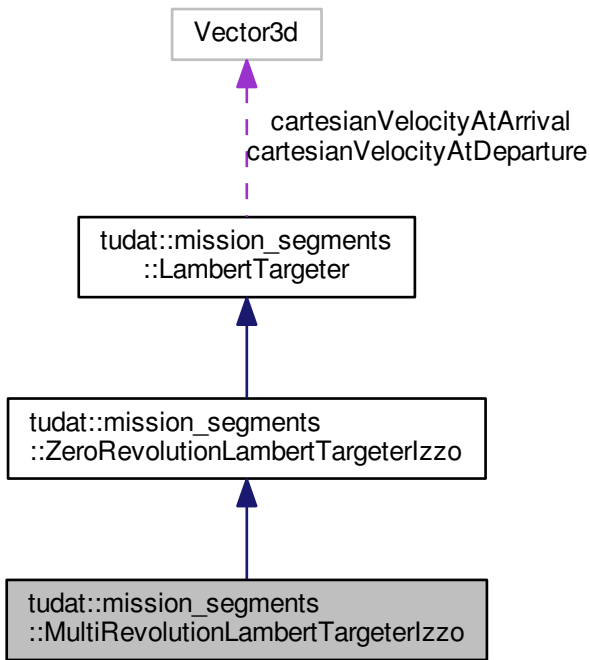 Vector3d
cartesianVelocityAtArrival
cartesianVelocityAtDeparture
tudat::mission_segments
::LambertTargeter
tudat::mission_segments
::ZeroRevolutionLambertTargeterIzzo
tudat::mission_segments
::MultiRevolutionLambertTargeterIzzo